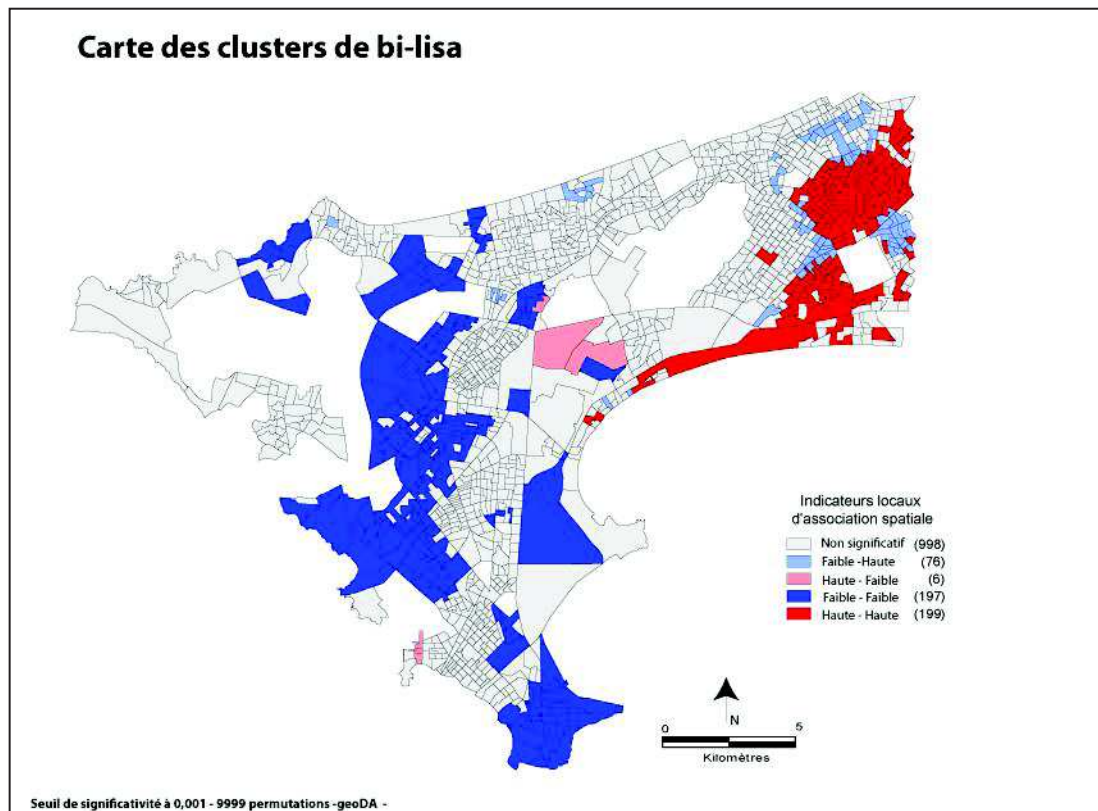 Carte des clusters de bi-lisa
Indicateurs locaux
d'association spatiale
Non significatif (998)
Faible -Haute (76)
Haute - Faible (6)
Faible - Faible (197)
Haute - Haute (199)
N
0 5
Kilomètres
Seuil de significativité à 0,001 - 9999 permutations -geoDA -